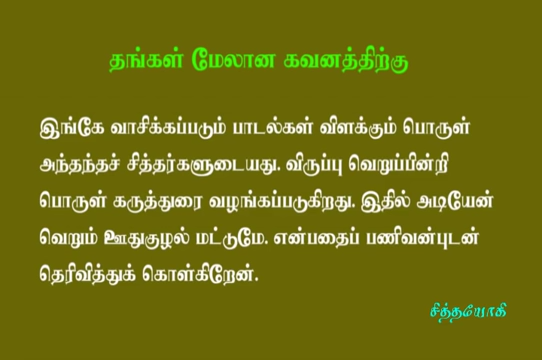 தங்கள் மேலான கவனத்திற்கு
இங்கே வாசிக்கப்படும் பாடல்கள் விளக்கும் பொருள்
அந்தந்தச் சித்தர்களுடையது. விருப்பு வெறுப்பின்றி
பொருள் கருத்துரை வழங்கப்படுகிறது. இதில் அடியேன்
வெறும் ஊதுகுழல் மட்டுமே. என்பதைப் பணிவன்புடன்
தெரிவித்துக் கொள்கிறேன்.
சித்தயோகி